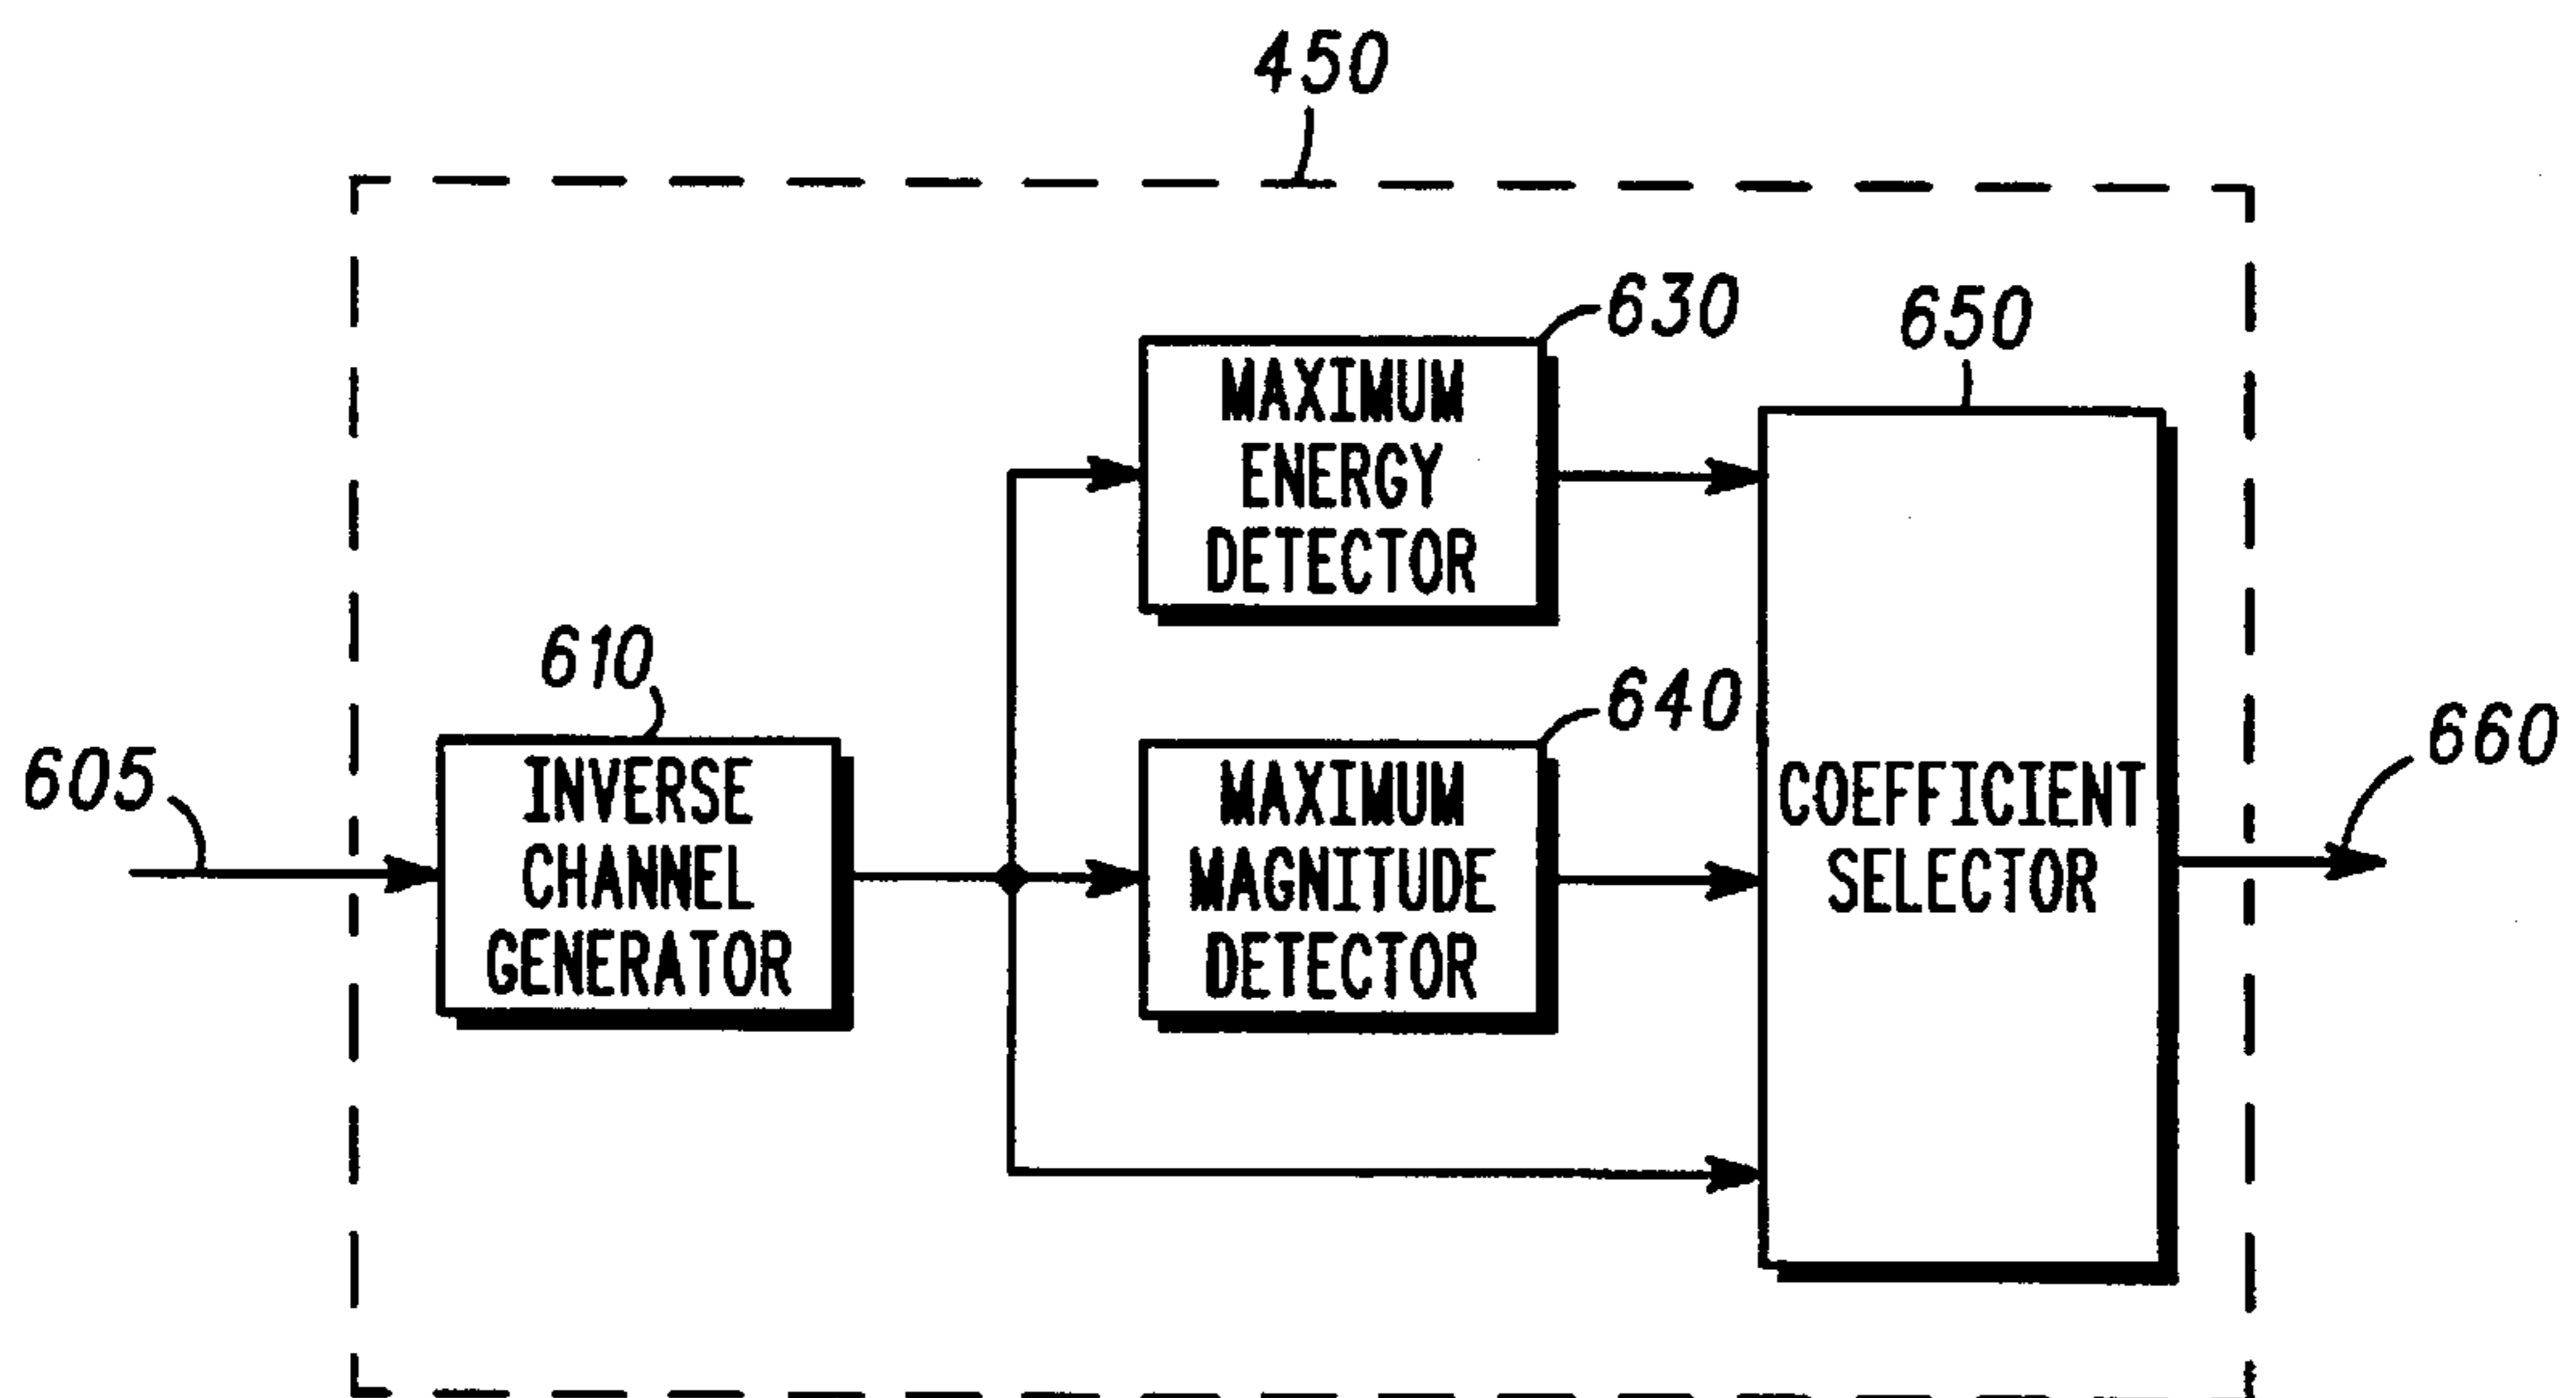 450
630
MAXIMUM
ENERGY
DETECTOR
650
610
INVERSE
CHANNEL
GENERATOR
605
640
MAXIMUM
MAGNITUDE
DETECTOR
COEFFICIENT
SELECTOR
660